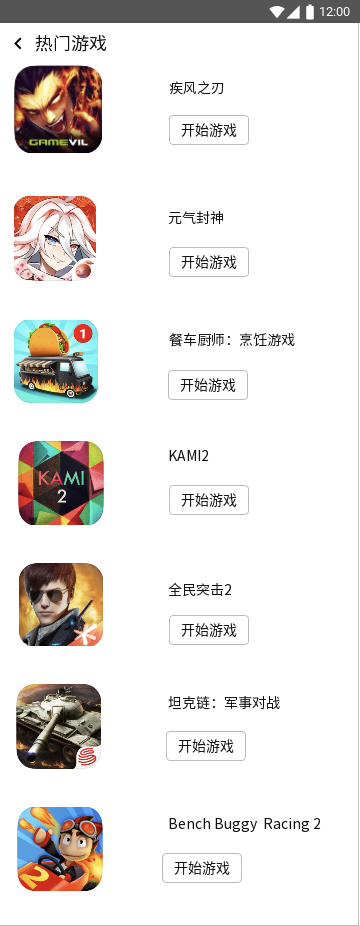 12:00
热门游戏
GAMEVIL
疾风之刃
开始游戏
元气封神
开始游戏
1
餐车厨师：烹饪游戏
开始游戏
KAMI
2
KAMI2
开始游戏
全民突击2
开始游戏
坦克链：军事对战
开始游戏
2
Bench Buggy Racing 2
开始游戏